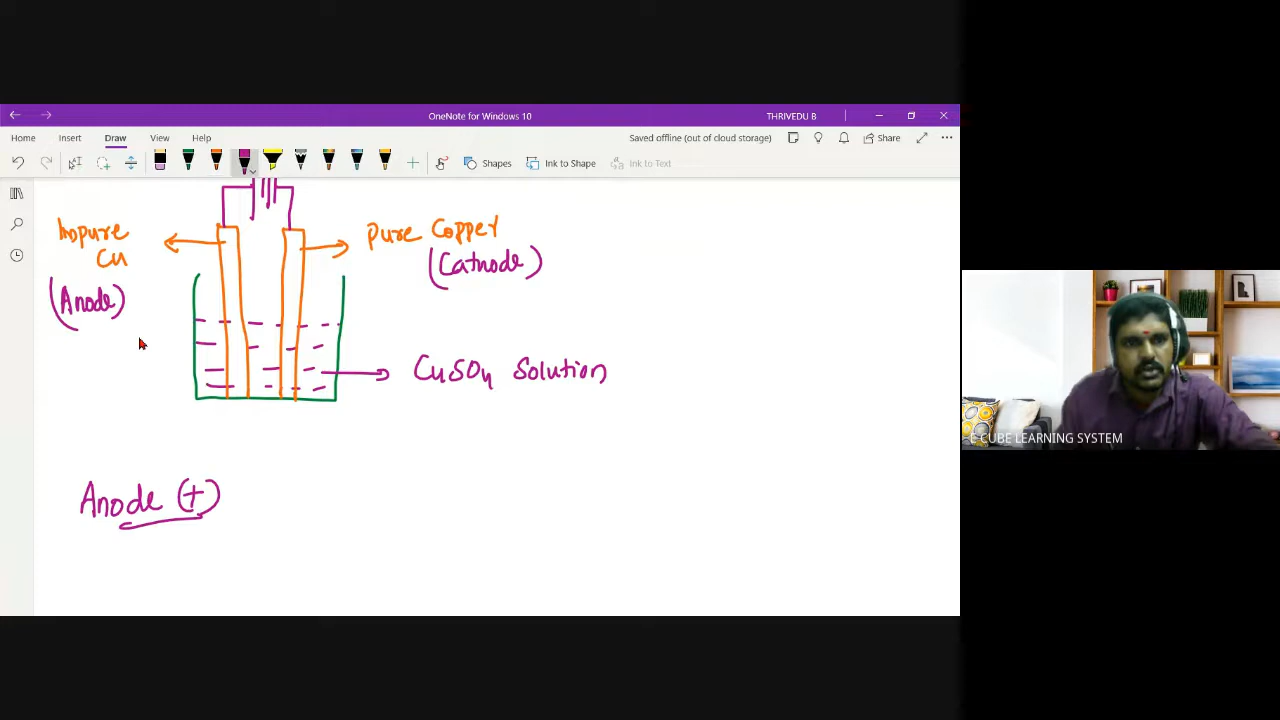 OneNote for Windows 10
THRIVEDU B
Home Insert Draw View Help
Saved offline (out of cloud storage)
Share
Shapes
Ink to Shape
Ink to Text
Impure
Cu
(Anode)
Pure Copper
(Cathode)
CuSO4 Solution
Anode (+)
E CUBE LEARNING SYSTEM